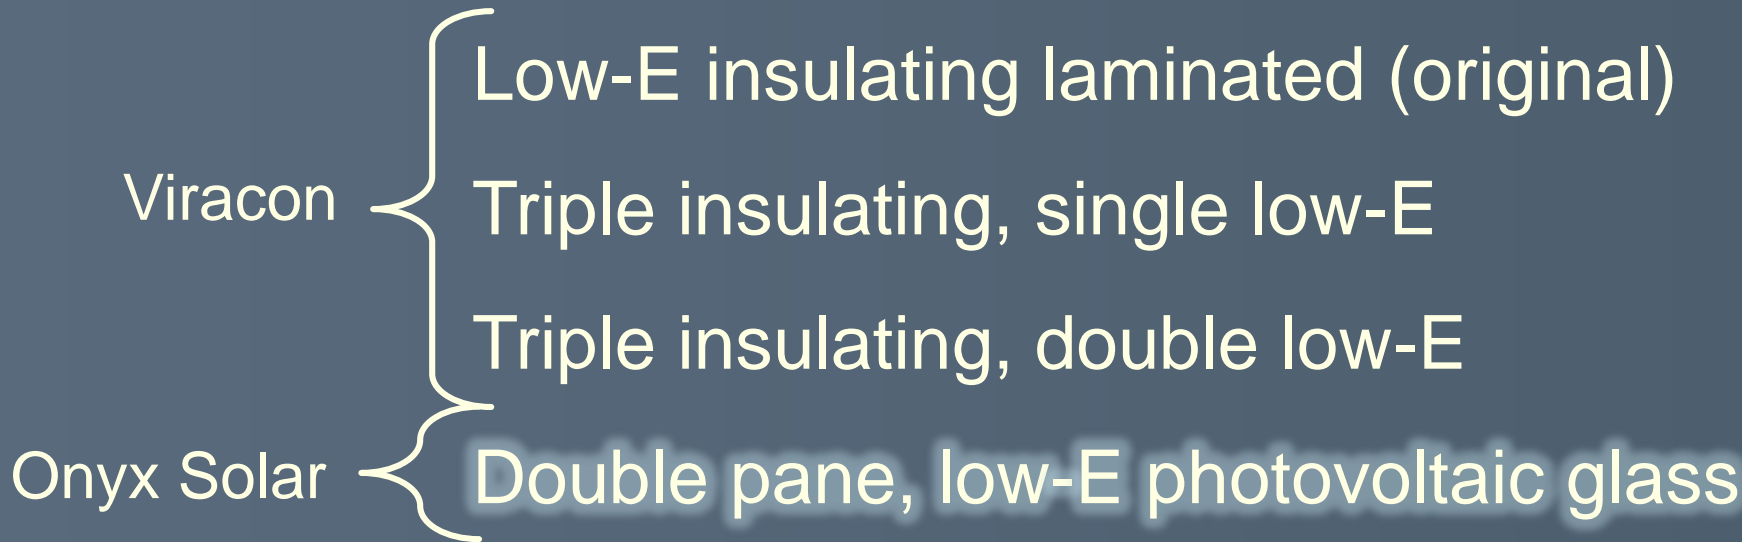 Low-E insulating laminated (original)
Viracon
Triple insulating, single low-E
Triple insulating, double low-E
Onyx Solar
Double pane, low-E photovoltaic glass